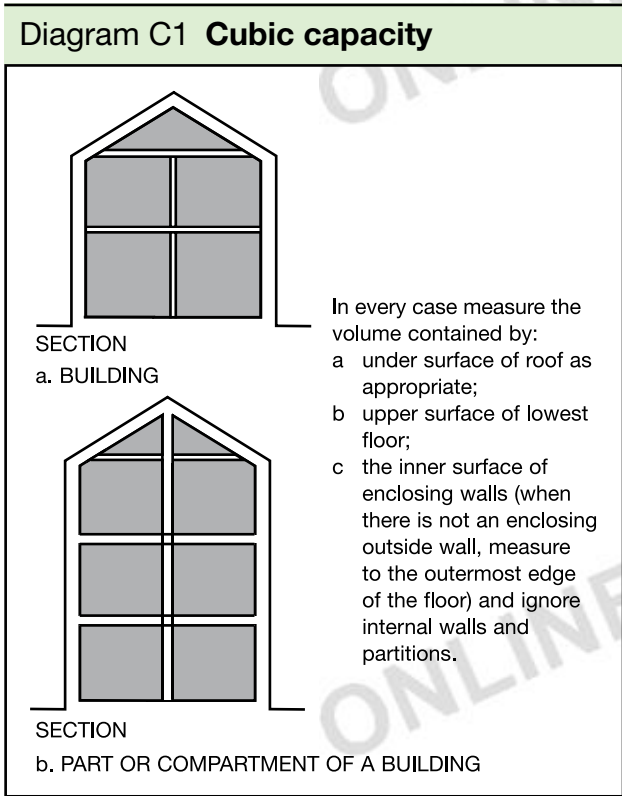 Diagram C1 Cubic capacity
SECTION
a. BUILDING
SECTION
b. PART OR COMPARTMENT OF A BUILDING
In every case measure the
volume contained by:
a under surface of roof as
appropriate;
b upper surface of lowest
floor;
c the inner surface of
enclosing walls (when
there is not an enclosing
outside wall, measure
to the outermost edge
of the floor) and ignore
internal walls and
partitions.